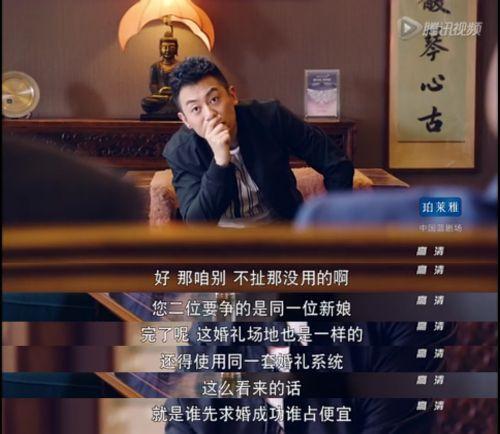 腾讯视频
琴心古
珀莱雅
中国蓝剧场
高清
高清
好 那咱别 不扯那没用的啊
高清
您二位要争的是同一位新娘
高清
完了呢 这婚礼场地也是一样的
高清
还得使用同一套婚礼系统
高清
这么看来的话
高清
就是谁先求婚成功谁占便宜